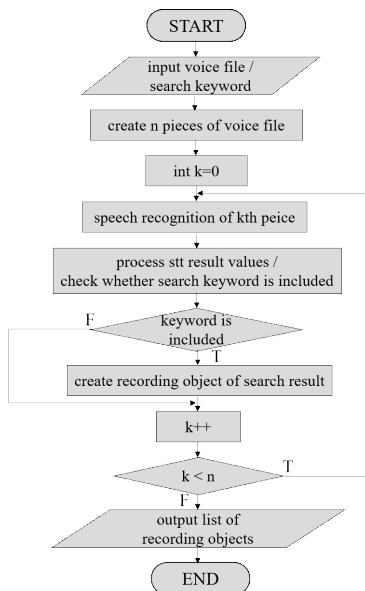 START
input voice file /
search keyword
create n pieces of voice file
int k=0
speech recognition of kth peice
process stt result values /
check whether search keyword is included
F
keyword is
included
T
create recording object of search result
k++
k < n
T
F
output list of
recording objects
END